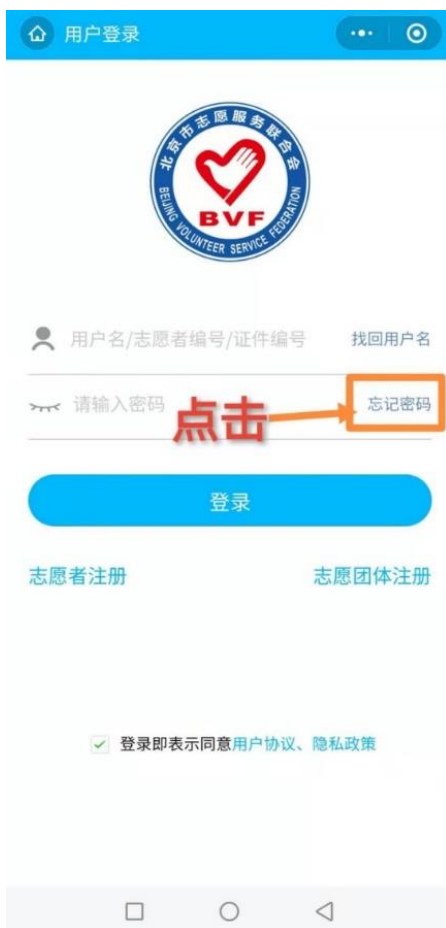 用户登录
北京市志愿服务联合会
BVF
BEIJING VOLUNTEER SERVICE FEDERATION
用户名/志愿者编号/证件编号 找回用户名
请输入密码 点击 忘记密码
登录
志愿者注册 志愿团体注册
登录即表示同意用户协议、隐私政策